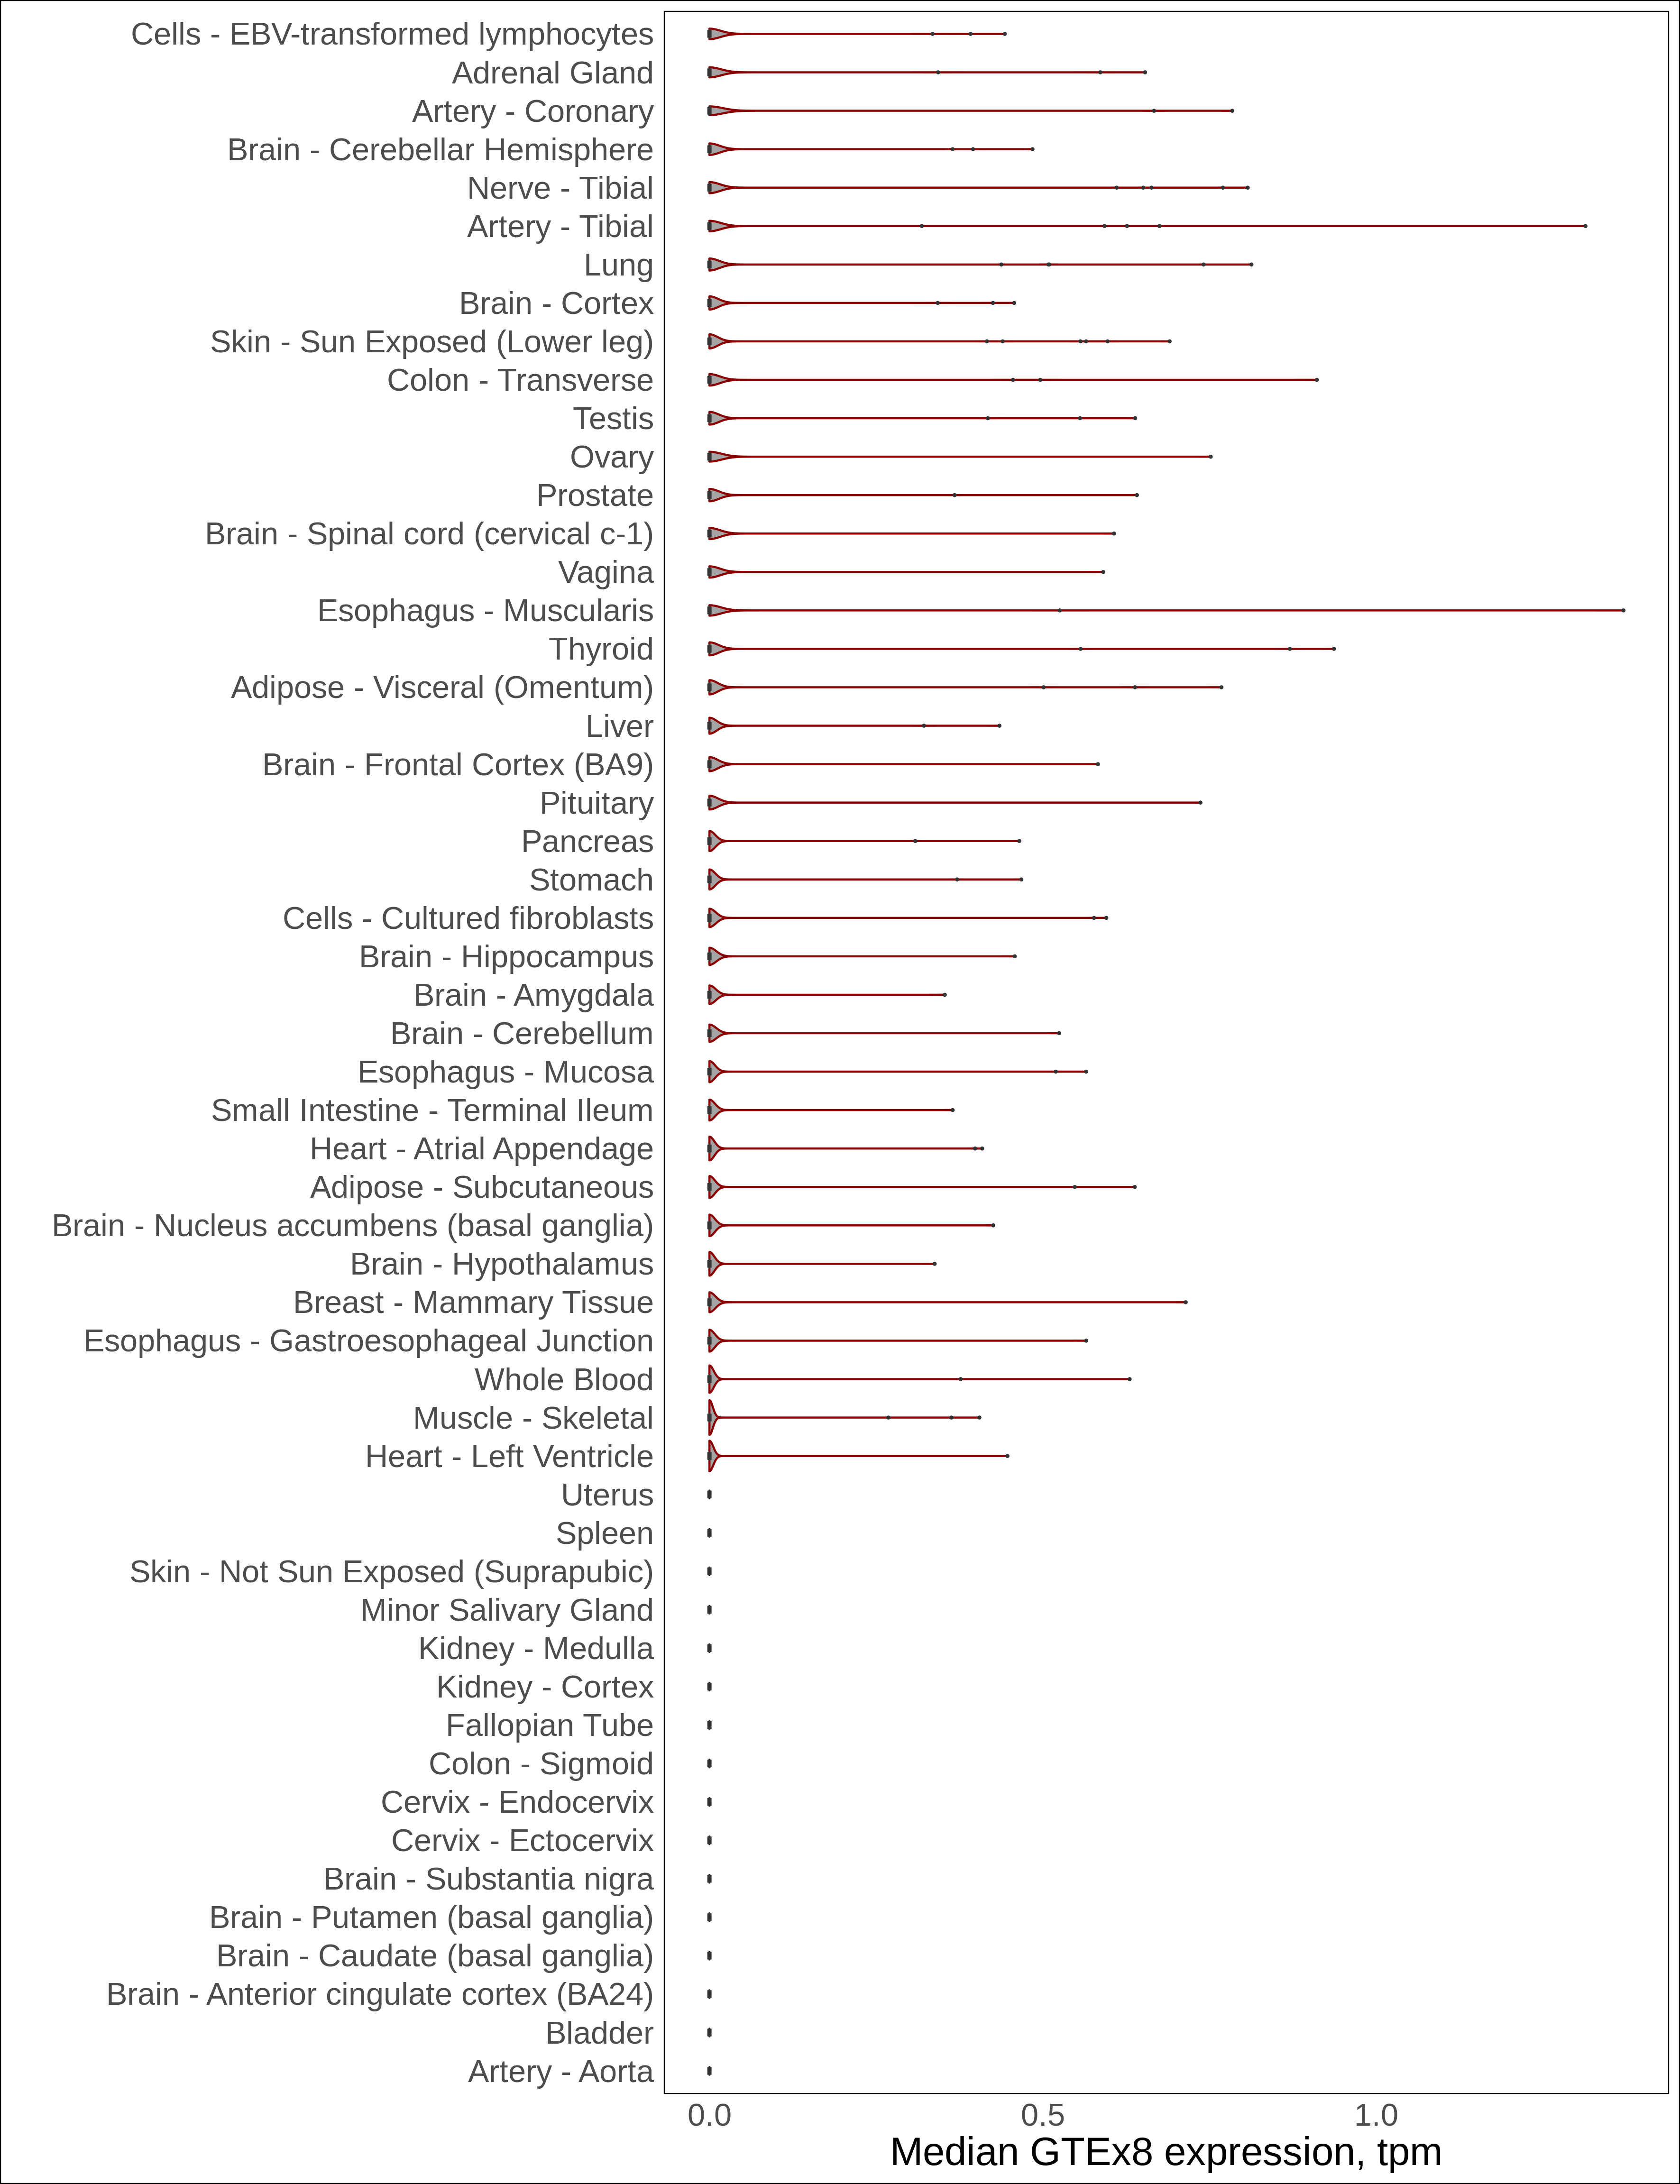 Cells - EBV-transformed lymphocytes
Adrenal Gland
Artery - Coronary
Brain - Cerebellar Hemisphere
Nerve - Tibial
Artery - Tibial
Lung
Brain - Cortex
Skin - Sun Exposed (Lower leg)
Colon - Transverse
Testis
Ovary
Prostate
Brain - Spinal cord (cervical c-1)
Vagina
Esophagus - Muscularis
Thyroid
Adipose - Visceral (Omentum)
Liver
Brain - Frontal Cortex (BA9)
Pituitary
Pancreas
Stomach
Cells - Cultured fibroblasts
Brain - Hippocampus
Brain - Amygdala
Brain - Cerebellum
Esophagus - Mucosa
Small Intestine - Terminal Ileum
Heart - Atrial Appendage
Adipose - Subcutaneous
Brain - Nucleus accumbens (basal ganglia)
Brain - Hypothalamus
Breast - Mammary Tissue
Esophagus - Gastroesophageal Junction
Whole Blood
Muscle - Skeletal
Heart - Left Ventricle
Uterus
Spleen
Skin - Not Sun Exposed (Suprapubic)
Minor Salivary Gland
Kidney - Medulla
Kidney - Cortex
Fallopian Tube
Colon - Sigmoid
Cervix - Endocervix
Cervix - Ectocervix
Brain - Substantia nigra
Brain - Putamen (basal ganglia)
Brain - Caudate (basal ganglia)
Brain - Anterior cingulate cortex (BA24)
Bladder
Artery - Aorta
0.0 0.5 1.0
Median GTEx8 expression, tpm